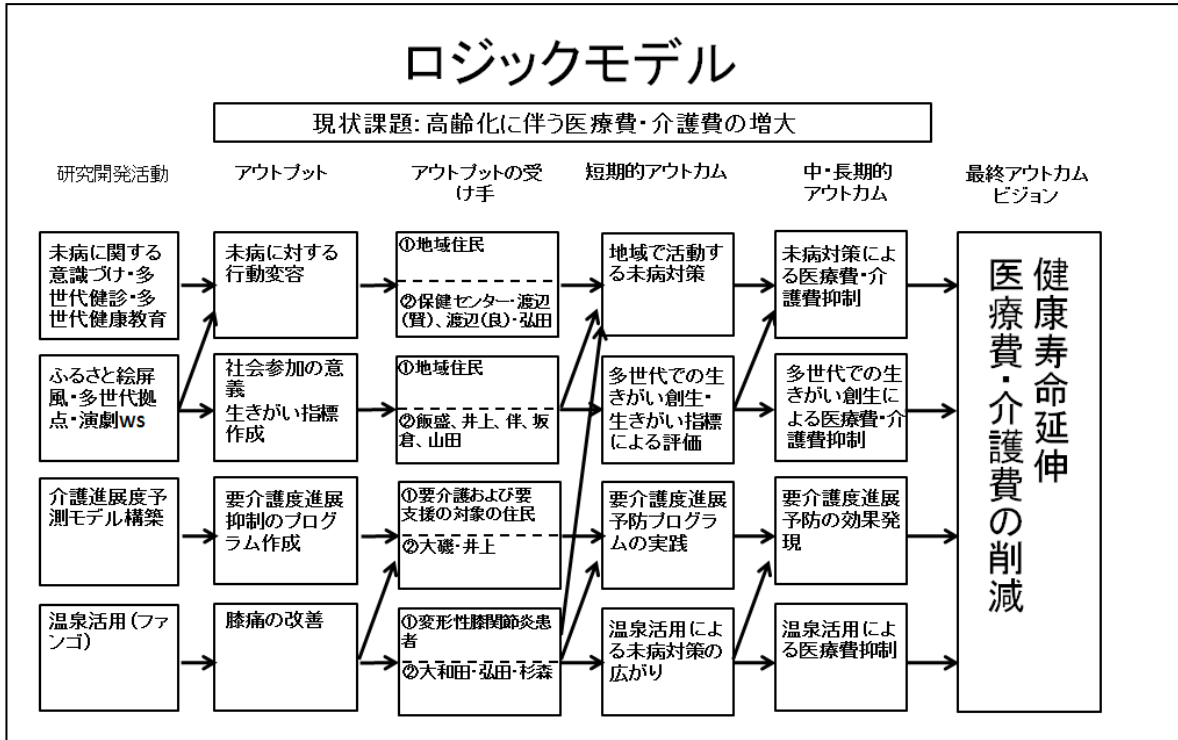 ロジックモデル
現状課題：高齢化に伴う医療費・介護費の増大
研究開発活動
アウトプット
アウトプットの受
け手
短期的アウトカム
中・長期的
アウトカム
最終アウトカム
ビジョン
未病に関する
意識づけ・多
世代健診・多
世代健康教育
未病に対する
行動変容
①地域住民
②保健センター・渡辺
(賢)、渡辺(良)・弘田
地域で活動す
る未病対策
未病対策によ
る医療費・介
護費抑制
ふるさと絵屏
風・多世代拠
点・演劇WS
社会参加の意
義
生きがい指標
作成
①地域住民
②飯盛、井上、伴、坂
倉、山田
多世代での生
きがい創生・
生きがい指標
による評価
多世代での生
きがい創生に
よる医療費・介
護費抑制
介護進展度予
測モデル構築
要介護度進展
抑制のプログ
ラム作成
①要介護および要
支援の対象の住民
②大磯・井上
要介護度進展
予防プログラ
ムの実践
要介護度進展
予防の効果発
現
温泉活用(ファ
ンゴ)
膝痛の改善
①変形性膝関節炎患
者
②大和田・弘田・杉森
温泉活用によ
る未病対策の
広がり
温泉活用によ
る医療費抑制
健康寿命延伸
医療費・介護費の削減